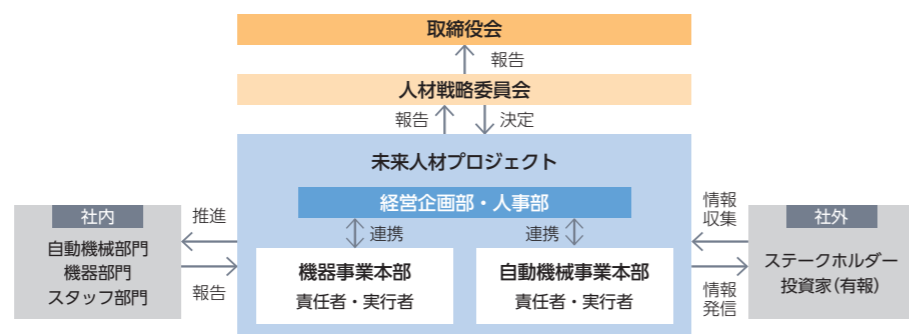 取締役会
報告
人材戦略委員会
報告
決定
未来人材プロジェクト
経営企画部・人事部
連携
連携
機器事業本部
責任者・実行者
自動機械事業本部
責任者・実行者
社内
自動機械部門
機器部門
スタッフ部門
推進
報告
情報
収集
情報
発信
社外
ステークホルダー
投資家(有報)